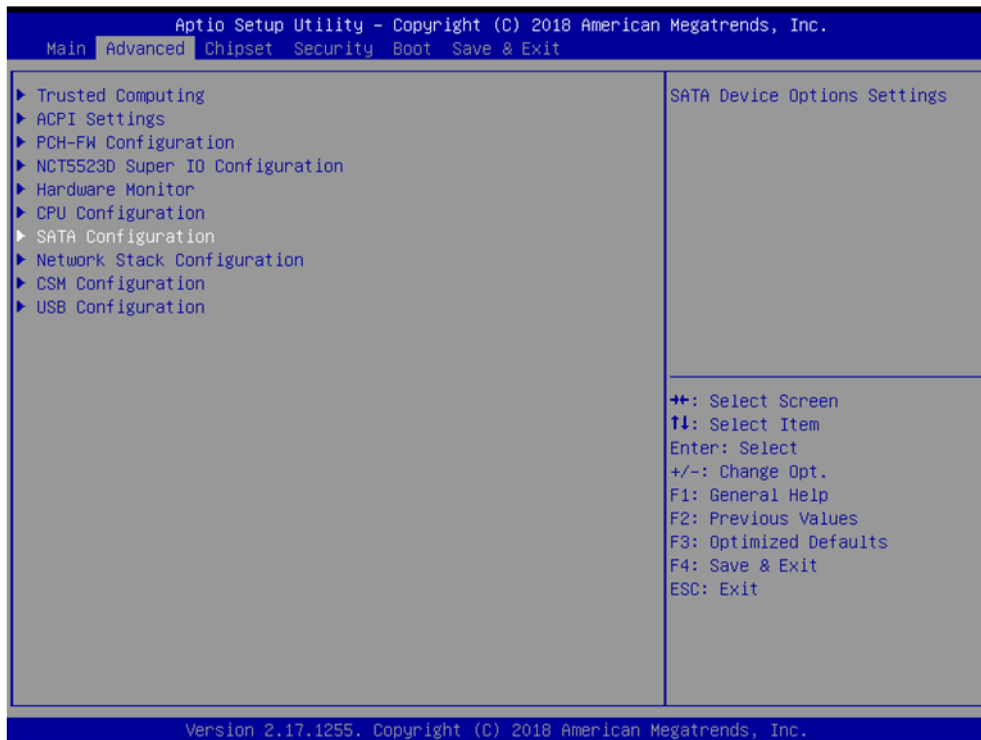 Aptio Setup Utility – Copyright (C) 2018 American Megatrends, Inc.
Main Advanced Chipset Security Boot Save & Exit
Trusted Computing
ACPI Settings
PCH-FW Configuration
NCT5523D Super IO Configuration
Hardware Monitor
CPU Configuration
SATA Configuration
Network Stack Configuration
CSM Configuration
USB Configuration
SATA Device Options Settings
→←: Select Screen
↑↓: Select Item
Enter: Select
+/-: Change Opt.
F1: General Help
F2: Previous Values
F3: Optimized Defaults
F4: Save & Exit
ESC: Exit
Version 2.17.1255. Copyright (C) 2018 American Megatrends, Inc.